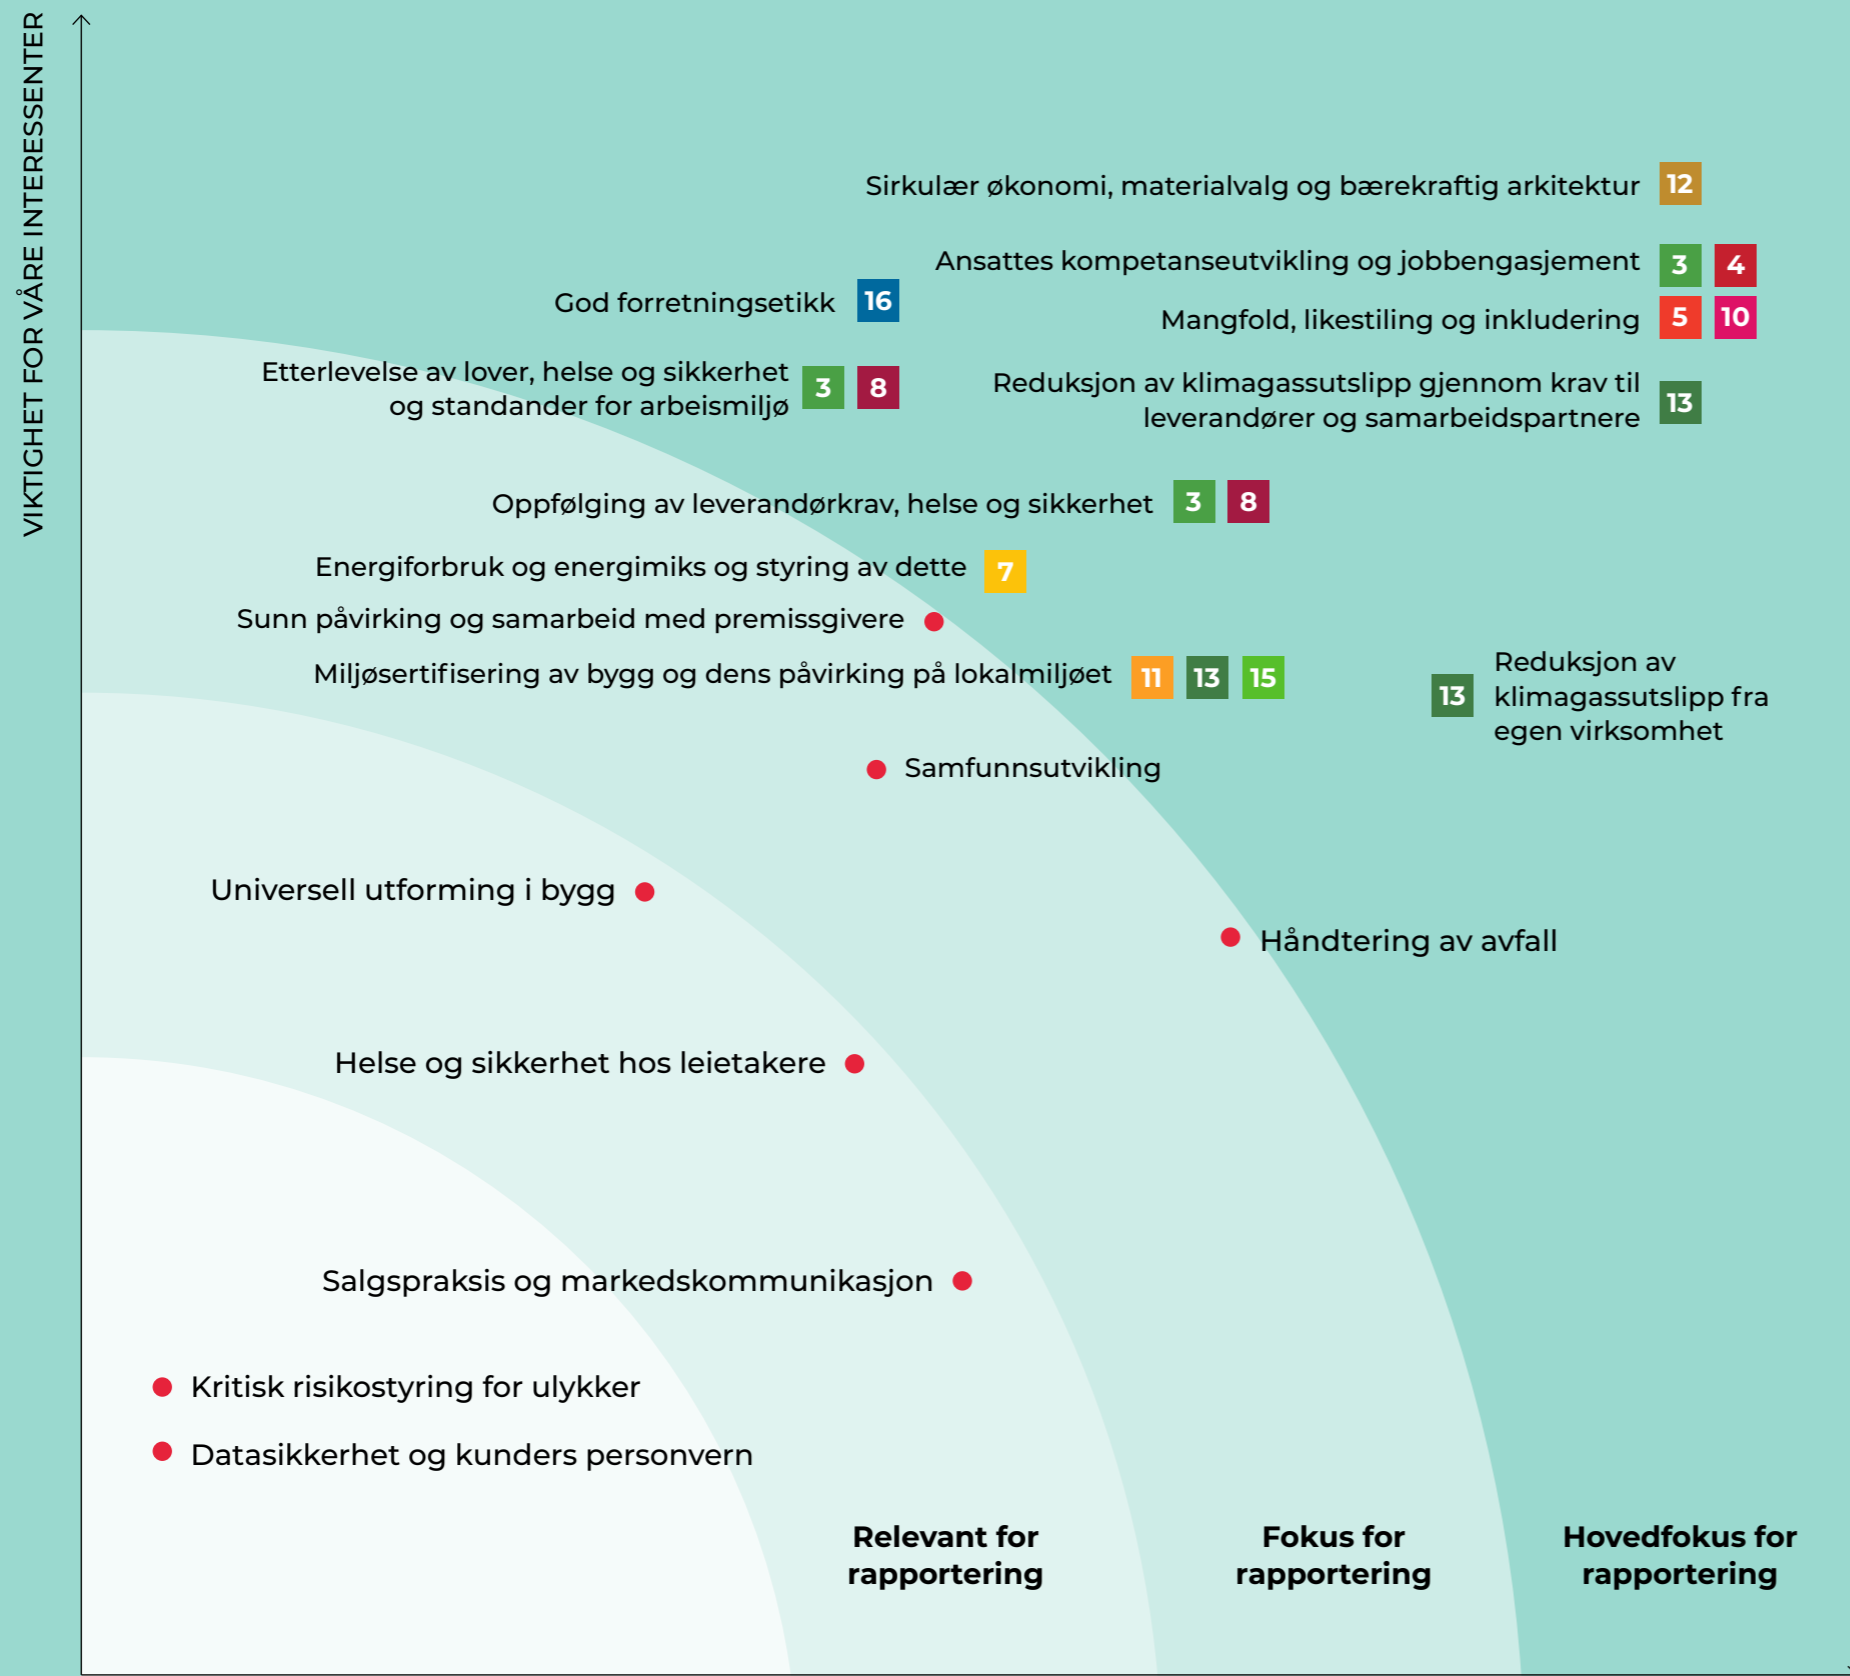 VIKTIGHET FOR VÅRE INTERESSENTER
Sirkulær økonomi, materialvalg og bærekraftig arkitektur 12
Ansattes kompetanseutvikling og jobbengasjement 3 4
God forretningsetikk 16
Mangfold, likestiling og inkludering 5 10
Etterlevelse av lover, helse og sikkerhet
og standander for arbeismiljø 3 8
Reduksjon av klimagassutslipp gjennom krav til
leverandører og samarbeidspartnere 13
Oppfølging av leverandørkrav, helse og sikkerhet 3 8
Energiforbruk og energimiks og styring av dette 7
Sunn påvirking og samarbeid med premissgivere
Miljøsertifisering av bygg og dens påvirking på lokalmiljøet 11 13 15
13 Reduksjon av
klimagassutslipp fra
egen virksomhet
Samfunnsutvikling
Universell utforming i bygg
Håndtering av avfall
Helse og sikkerhet hos leietakere
Salgspraksis og markedskommunikasjon
Kritisk risikostyring for ulykker
Datasikkerhet og kunders personvern
Relevant for
rapportering
Fokus for
rapportering
Hovedfokus for
rapportering